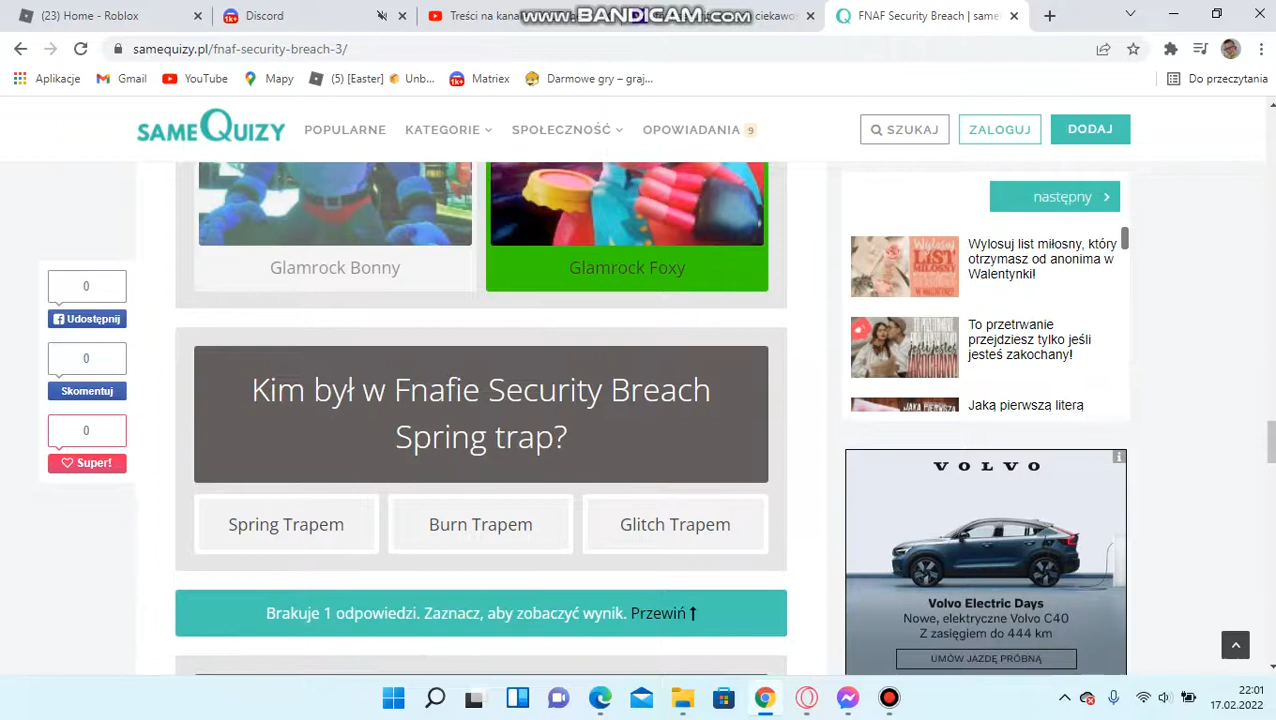 (23) Home - Roblox
Discord
Treści na kanal
www.BANDICAM.com
ciekawo
FNAF Security Breach | same
samequizy.pl/fnaf-security-breach-3/
Aplikacje
Gmail
YouTube
Mapy
(5) [Easter] Unb...
Matriex
Darmowe gry – graj...
Do przeczytania
SAMEQUIZY
POPULARNE
KATEGORIE
SPOŁECZNOŚĆ
OPOWIADANIA 9
SZUKAJ
ZALOGUJ
DODAJ
Glamrock Bonny
Glamrock Foxy
0
Udostępnij
0
Skomentuj
0
Super!
Kim był w Fnafie Security Breach
Spring trap?
Spring Trapem
Burn Trapem
Glitch Trapem
Brakuje 1 odpowiedzi. Zaznacz, aby zobaczyć wynik. Przewiń
następny
Wylosuj list miłosny, który
otrzymasz od anonima w
Walentynki!
To przetrwanie
przejdziesz tylko jeśli
jesteś zakochany!
Jaką pierwszą literą
VOLVO
Volvo Electric Days
Nowe, elektryczne Volvo C40
Z zasięgiem do 444 km
UMÓW JAZDĘ PRÓBNĄ
22:01
17.02.2022